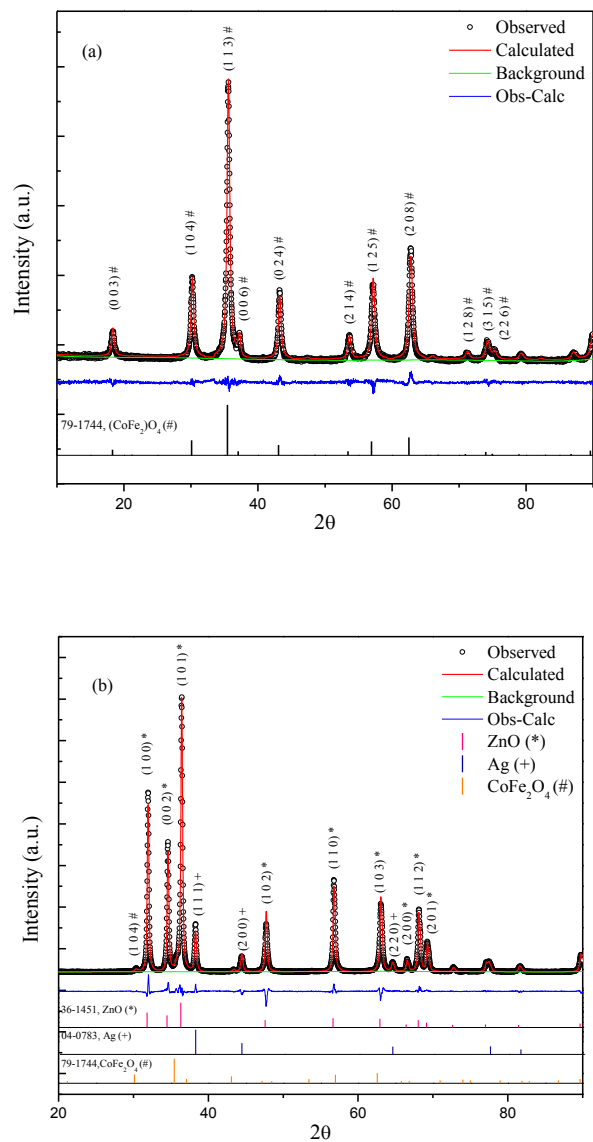 (a)
Observed
Calculated
Background
Obs-Calc
(0 0 3) #
(1 0 4) #
(1 1 3) #
(0 0 6) #
(0 2 4) #
(2 1 4) #
(1 2 5) #
(2 0 8) #
(1 2 8) #
(3 1 5) #
(2 2 6) #
79-1744, (CoFe2)O4 (#)
Intensity (a.u.)
20 40 60 80
2θ
(b)
Observed
Calculated
Background
Obs-Calc
ZnO (*)
Ag (+)
CoFe2O4 (#)
(1 0 4) #
(1 0 0) *
(0 0 2) *
(1 0 1) *
(1 1 1) +
(2 0 0) +
(1 0 2) *
(1 1 0) *
(1 0 3) *
(2 2 0) +
(2 0 0) *
(1 1 2) *
(2 0 1) *
36-1451, ZnO (*)
04-0783, Ag (+)
79-1744,CoFe2O4 (#)
Intensity (a.u.)
20 40 60 80
2θ